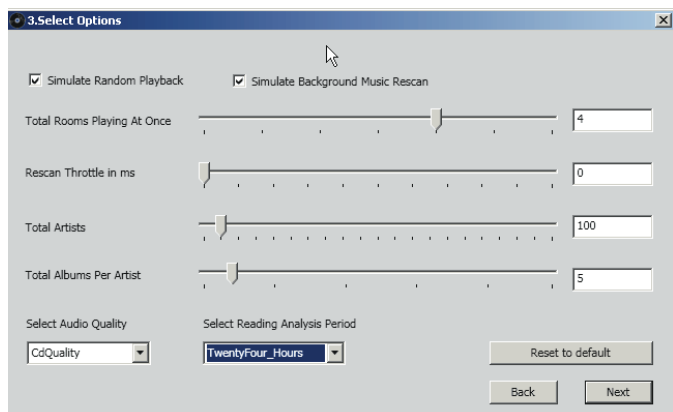 3.Select Options
Simulate Random Playback Simulate Background Music Rescan
Total Rooms Playing At Once 4
Rescan Throttle in ms 0
Total Artists 100
Total Albums Per Artist 5
Select Audio Quality Select Reading Analysis Period
CdQuality TwentyFour_Hours Reset to default
Back Next